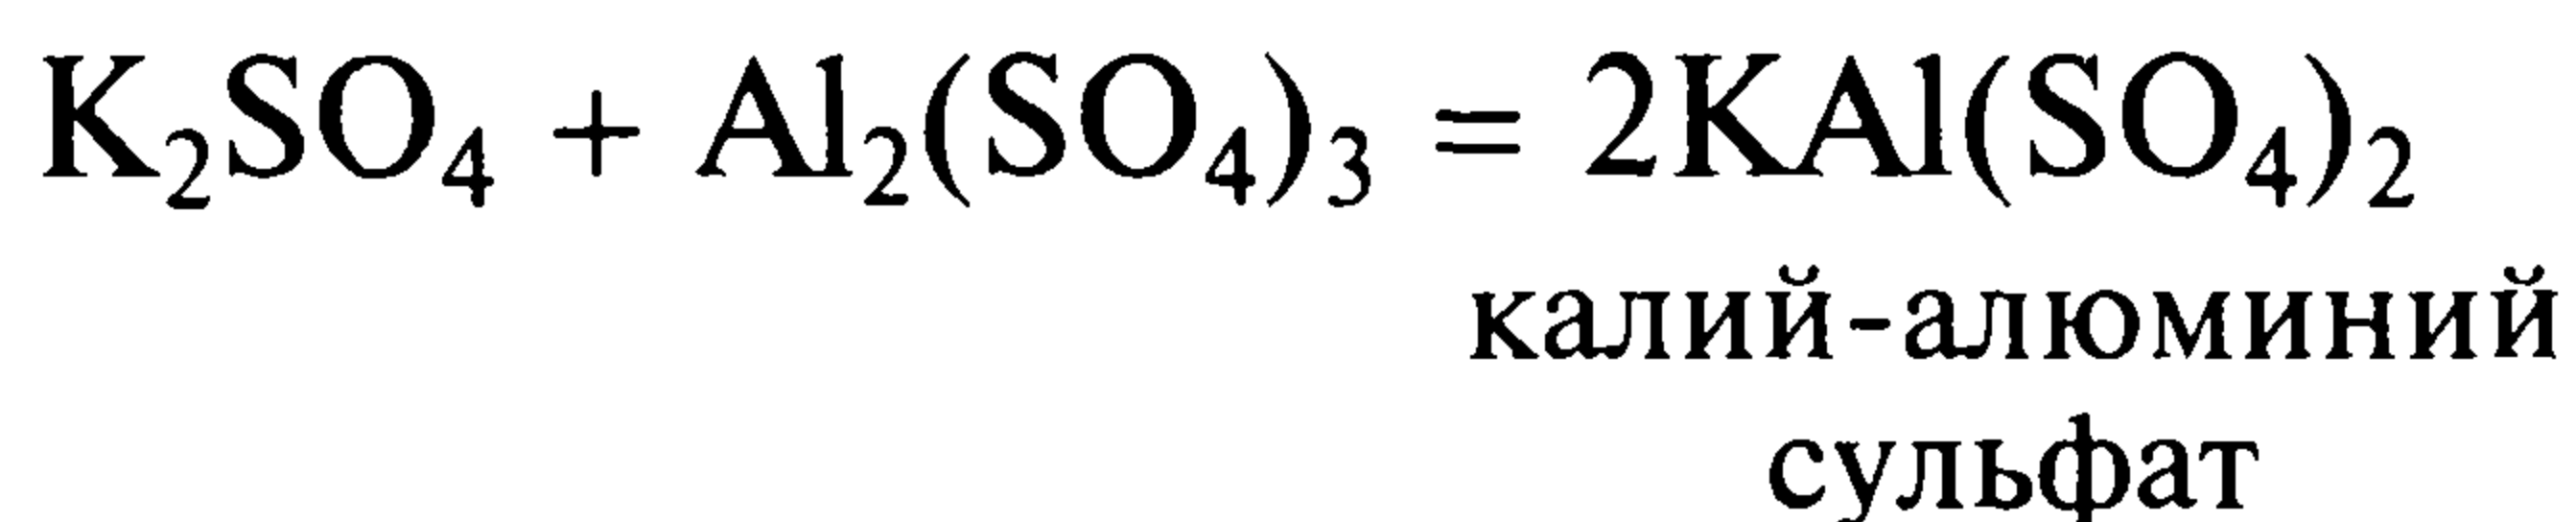 K₂SO₄ + Al₂(SO₄)₃ = 2KAl(SO₄)₂
калий-алюминий
сульфат